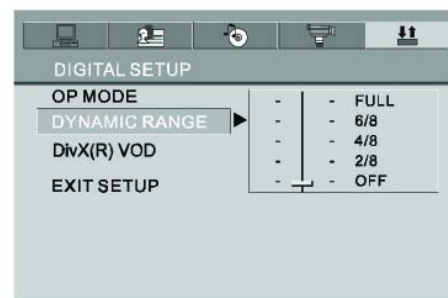 DIGITAL SETUP
OP MODE
DYNAMIC RANGE
DivX(R) VOD
EXIT SETUP
- - FULL
- - 6/8
- - 4/8
- - 2/8
- - OFF